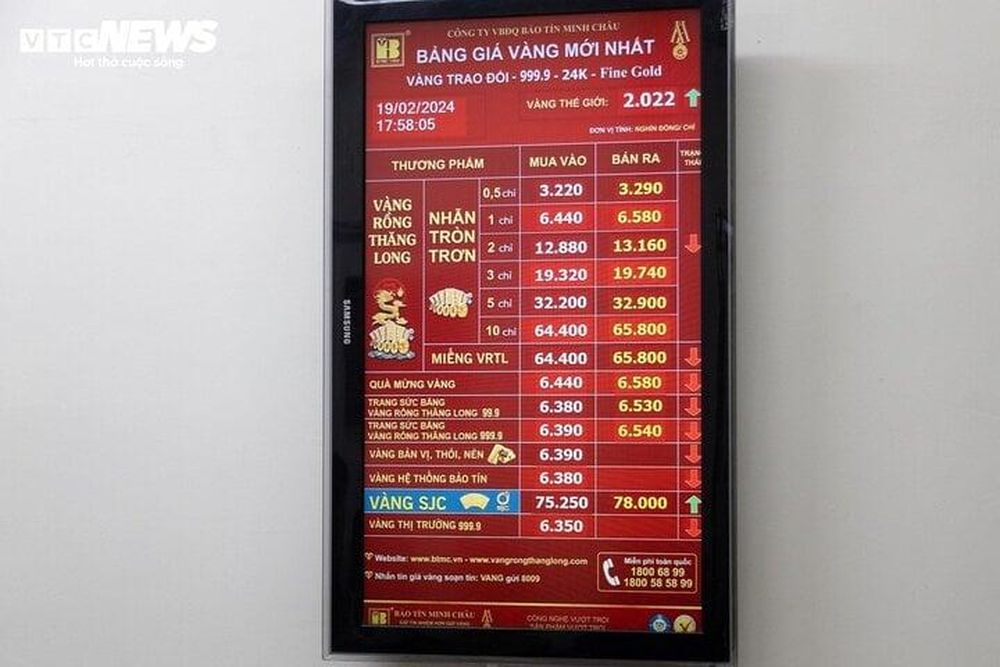 VTC NEWS
Hơi thở cuộc sống
CÔNG TY VBĐQ BẢO TÍN MINH CHÂU
BẢNG GIÁ VÀNG MỚI NHẤT
VÀNG TRAO ĐỔI - 999.9 - 24K - Fine Gold
19/02/2024
17:58:05
VÀNG THẾ GIỚI: 2.022
ĐƠN VỊ TÍNH: NGHÌN ĐỒNG/ CHỈ
THƯƠNG PHẨM MUA VÀO BÁN RA TRẠNG THÁI
VÀNG RỒNG THĂNG LONG
NHẪN TRÒN TRƠN
0,5 chỉ 3.220 3.290
1 chỉ 6.440 6.580
2 chỉ 12.880 13.160
3 chỉ 19.320 19.740
5 chỉ 32.200 32.900
10 chỉ 64.400 65.800
MIẾNG VRTL 64.400 65.800
QUÀ MỪNG VÀNG 6.440 6.580
TRANG SỨC BẰNG
VÀNG RỒNG THĂNG LONG 99.9 6.380 6.530
TRANG SỨC BẰNG
VÀNG RỒNG THĂNG LONG 999.9 6.390 6.540
VÀNG BẢN VỊ, THỎI, NÉN 6.390
VÀNG HỆ THỐNG BẢO TÍN 6.380
VÀNG SJC SJC 75.250 78.000
VÀNG THỊ TRƯỜNG 999.9 6.350
Website: www.btmc.vn - www.vangrongthanglong.com
Nhắn tin giá vàng soạn tin: VANG gửi 8009
Miễn phí toàn quốc
1800 68 99
1800 58 58 99
BẢO TÍN MINH CHÂU
CÔNG NGHỆ VƯỢT TRỘI
SẢN PHẨM VƯỢT TRỘI
SAMSUNG